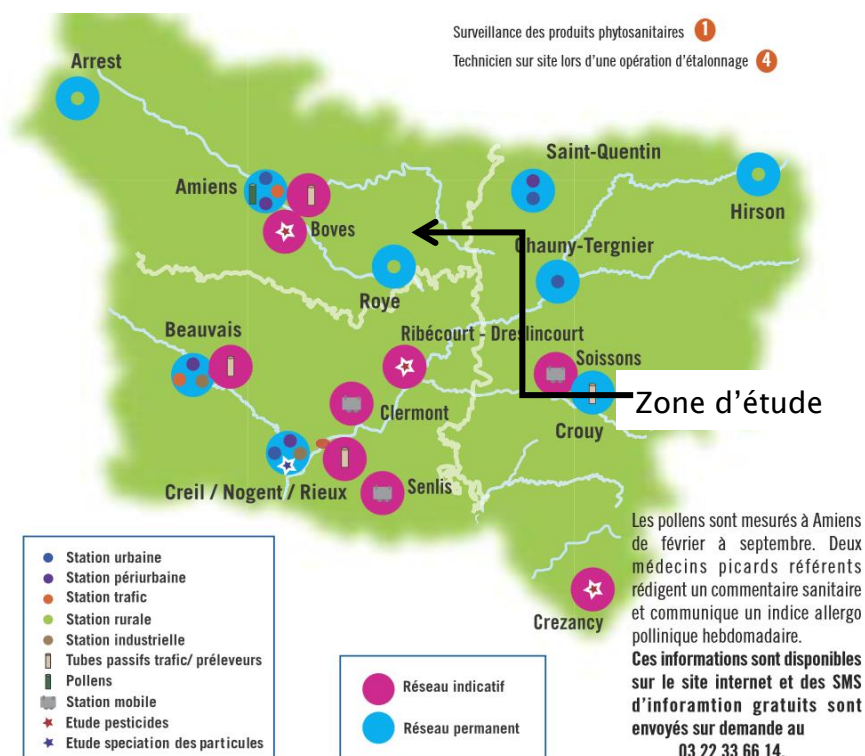 Surveillance des produits phytosanitaires 1
Technicien sur site lors d'une opération d'étalonnage 4
Arrest
Saint-Quentin
Amiens
Hirson
Boves
Chauny-Tergnier
Roye
Beauvais
Ribécourt - Dreslincourt
Soissons
Zone d'étude
Clermont
Crouy
Creil / Nogent / Rieux
Senlis
Crezancy
Les pollens sont mesurés à Amiens
de février à septembre. Deux
médecins picards référents
rédigent un commentaire sanitaire
et communique un indice allergo
pollinique hebdomadaire.
Ces informations sont disponibles
sur le site internet et des SMS
d'inforamtion gratuits sont
envoyés sur demande au
03 22 33 66 14.
Station urbaine
Station périurbaine
Station trafic
Station rurale
Station industrielle
Tubes passifs trafic/ préleveurs
Pollens
Station mobile
Etude pesticides
Etude speciation des particules
Réseau indicatif
Réseau permanent